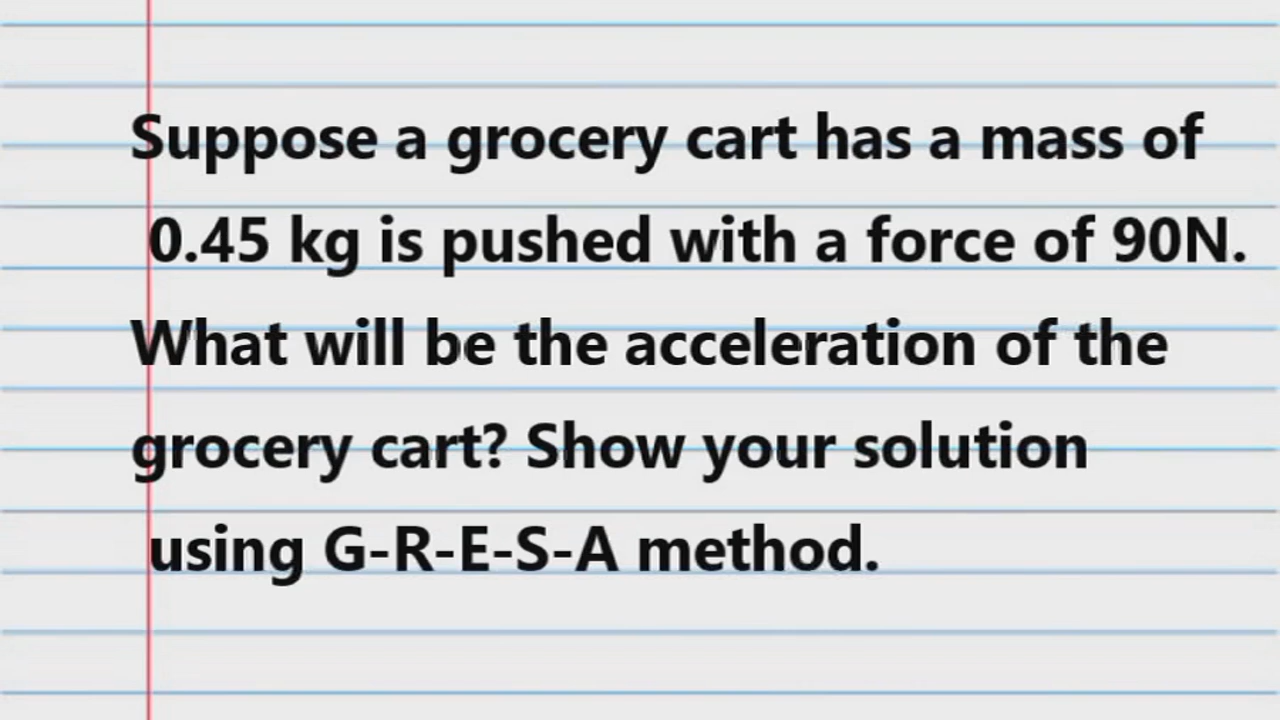 Suppose a grocery cart has a mass of
0.45 kg is pushed with a force of 90N.
What will be the acceleration of the
grocery cart? Show your solution
using G-R-E-S-A method.